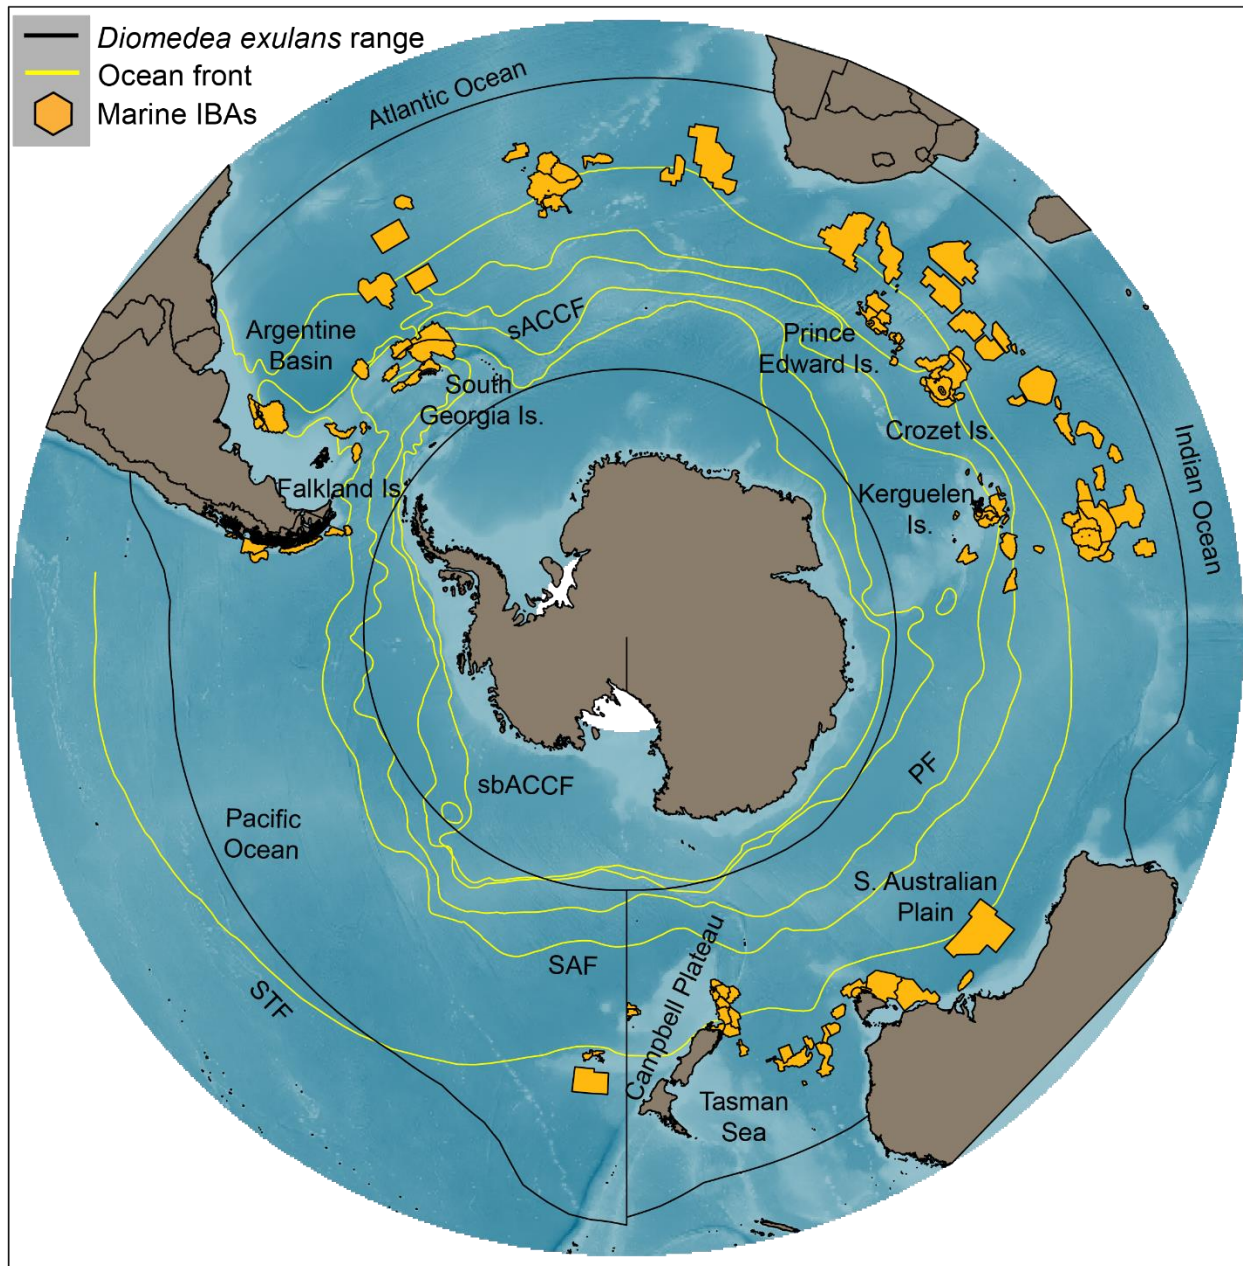 Diomedea exulans range
Ocean front
Marine IBAs
Atlantic Ocean
Argentine
Basin
sACCF
South
Georgia Is.
Prince
Edward Is.
Crozet Is.
Falkland Is
Kerguelen
Is.
Indian Ocean
sbACCF
PF
Pacific
Ocean
S. Australian
Plain
SAF
STF
Campbell Plateau
Tasman
Sea